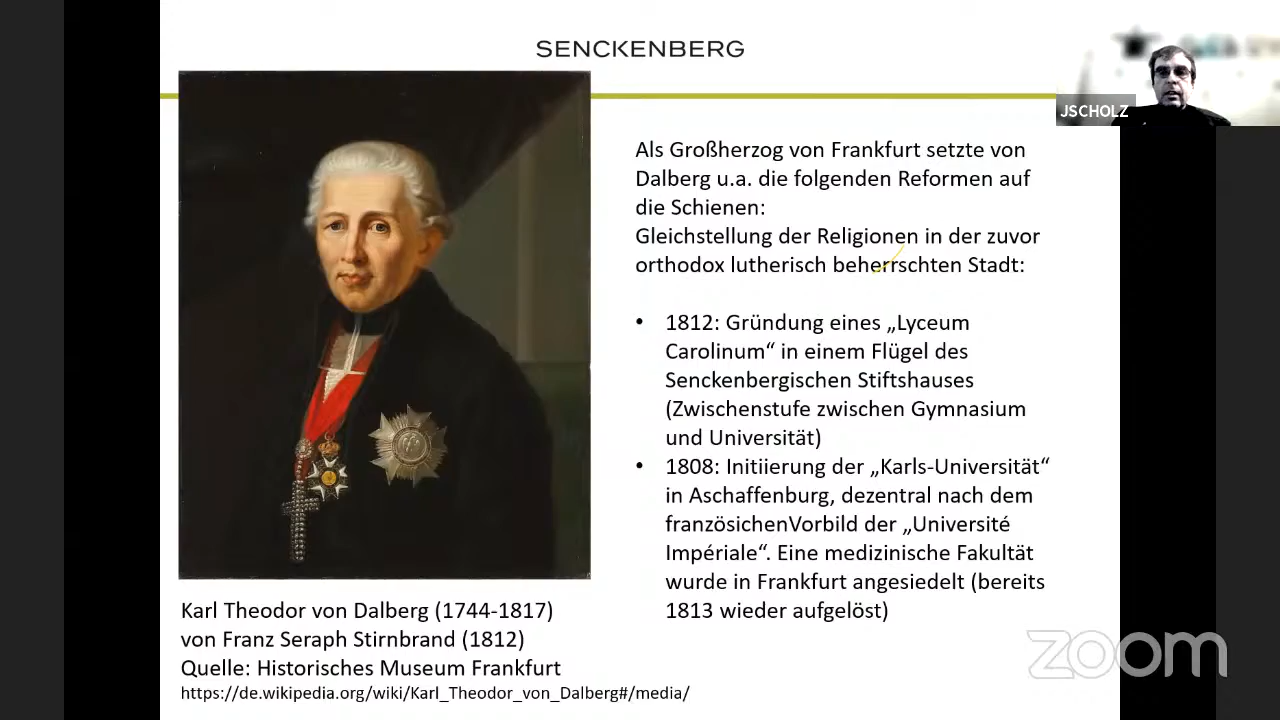 SENCKENBERG
JSCHOLZ
Als Großherzog von Frankfurt setzte von
Dalberg u.a. die folgenden Reformen auf
die Schienen:
Gleichstellung der Religionen in der zuvor
orthodox lutherisch beherrschten Stadt:
• 1812: Gründung eines „Lyceum
Carolinum“ in einem Flügel des
Senckenbergischen Stiftshauses
(Zwischenstufe zwischen Gymnasium
und Universität)
• 1808: Initiierung der „Karls-Universität“
in Aschaffenburg, dezentral nach dem
französichenVorbild der „Université
Impériale“. Eine medizinische Fakultät
wurde in Frankfurt angesiedelt (bereits
1813 wieder aufgelöst)
Karl Theodor von Dalberg (1744-1817)
von Franz Seraph Stirnbrand (1812)
Quelle: Historisches Museum Frankfurt
https://de.wikipedia.org/wiki/Karl_Theodor_von_Dalberg#/media/
zoom